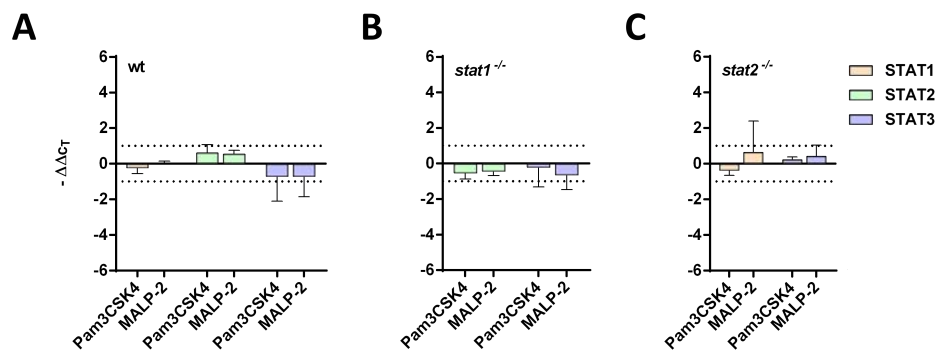 A
B
C
wt
stat1 -/-
stat2 -/-
STAT1
STAT2
STAT3
- ΔΔcT
6
4
2
0
-2
-4
-6
Pam3CSK4
MALP-2
Pam3CSK4
MALP-2
Pam3CSK4
MALP-2
6
4
2
0
-2
-4
-6
Pam3CSK4
MALP-2
Pam3CSK4
MALP-2
6
4
2
0
-2
-4
-6
Pam3CSK4
MALP-2
Pam3CSK4
MALP-2